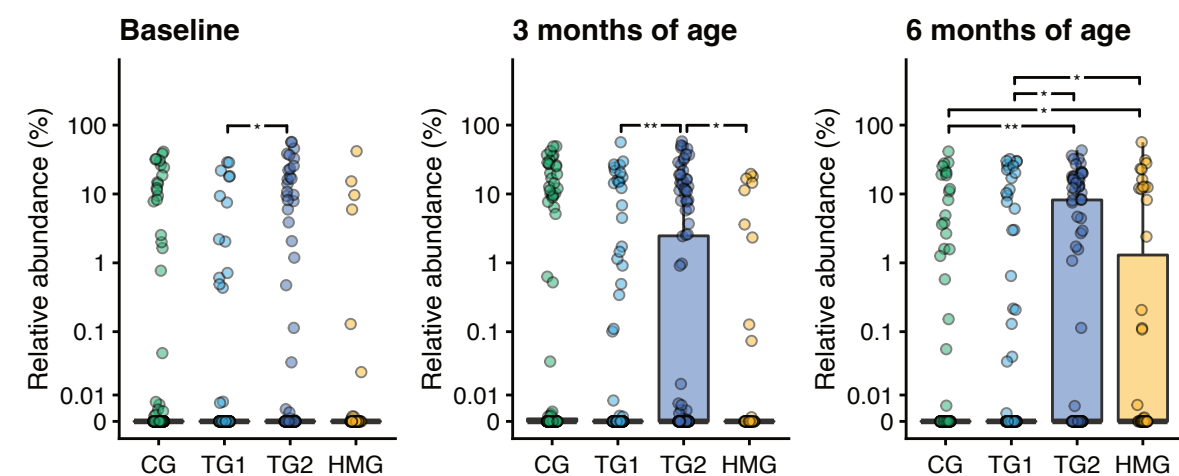 Baseline
3 months of age
6 months of age
Relative abundance (%)
100
10
1
0.1
0.01
0
*
CG TG1 TG2 HMG
Relative abundance (%)
100
10
1
0.1
0.01
0
** *
CG TG1 TG2 HMG
Relative abundance (%)
100
10
1
0.1
0.01
0
*
*
*
**
CG TG1 TG2 HMG